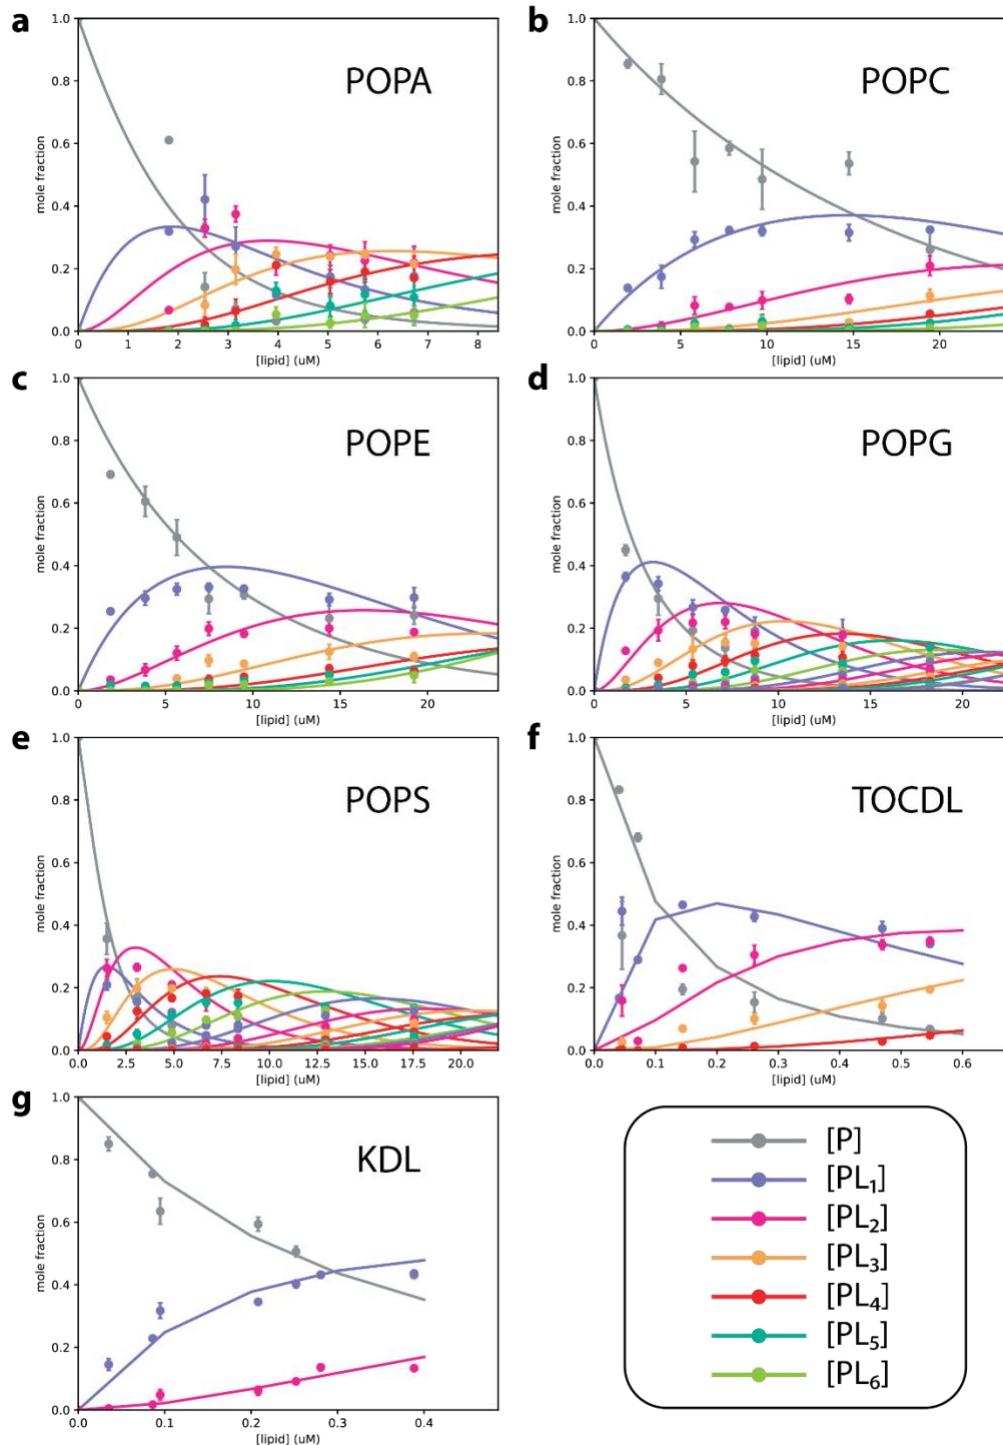 a
POPA
mole fraction
1.0
0.8
0.6
0.4
0.2
0.0
0 1 2 3 4 5 6 7 8
[lipid] (uM)
b
POPC
mole fraction
1.0
0.8
0.6
0.4
0.2
0.0
0 5 10 15 20
[lipid] (uM)
c
POPE
mole fraction
1.0
0.8
0.6
0.4
0.2
0.0
0 5 10 15 20
[lipid] (uM)
d
POPG
mole fraction
1.0
0.8
0.6
0.4
0.2
0.0
0 5 10 15 20
[lipid] (uM)
e
POPS
mole fraction
1.0
0.8
0.6
0.4
0.2
0.0
0.0 2.5 5.0 7.5 10.0 12.5 15.0 17.5 20.0
[lipid] (uM)
f
TOCDL
mole fraction
1.0
0.8
0.6
0.4
0.2
0.0
0.0 0.1 0.2 0.3 0.4 0.5 0.6
[lipid] (uM)
g
KDL
mole fraction
1.0
0.8
0.6
0.4
0.2
0.0
0.0 0.1 0.2 0.3 0.4
[lipid] (uM)
[P]
[PL₁]
[PL₂]
[PL₃]
[PL₄]
[PL₅]
[PL₆]